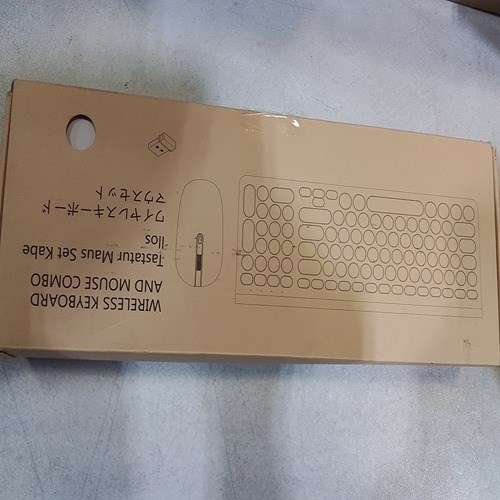 WIRELESS KEYBOARD
AND MOUSE COMBO
Tastatur Maus Set Kabe
llos
ワイヤレスキーボード
マウスセット